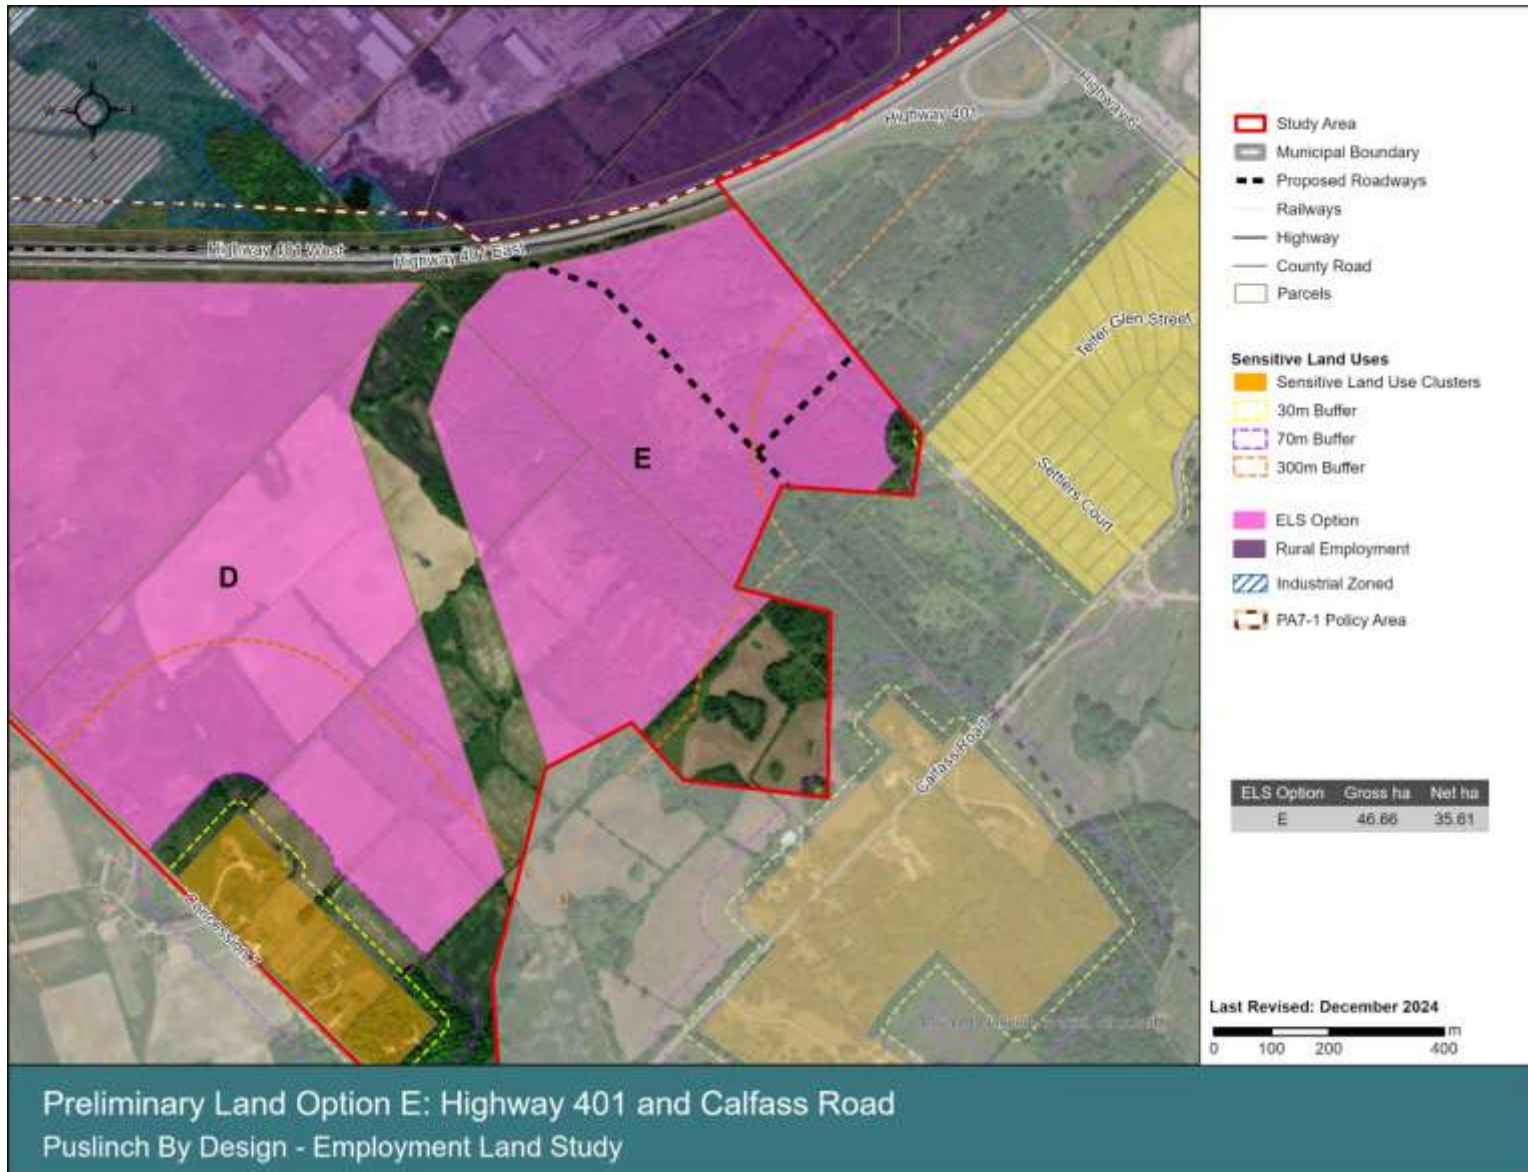 N
W E
S
Highway 401
Highway 6
Highway 401 West
Highway 401 East
Telfer Glen Street
Settlers Court
E
D
Calfass Road
Concession 7
Study Area
Municipal Boundary
Proposed Roadways
Railways
Highway
County Road
Parcels
Sensitive Land Uses
Sensitive Land Use Clusters
30m Buffer
70m Buffer
300m Buffer
ELS Option
Rural Employment
Industrial Zoned
PA7-1 Policy Area
ELS Option Gross ha Net ha
E 46.66 35.61
Last Revised: December 2024
m
0 100 200 400
Preliminary Land Option E: Highway 401 and Calfass Road
Puslinch By Design - Employment Land Study